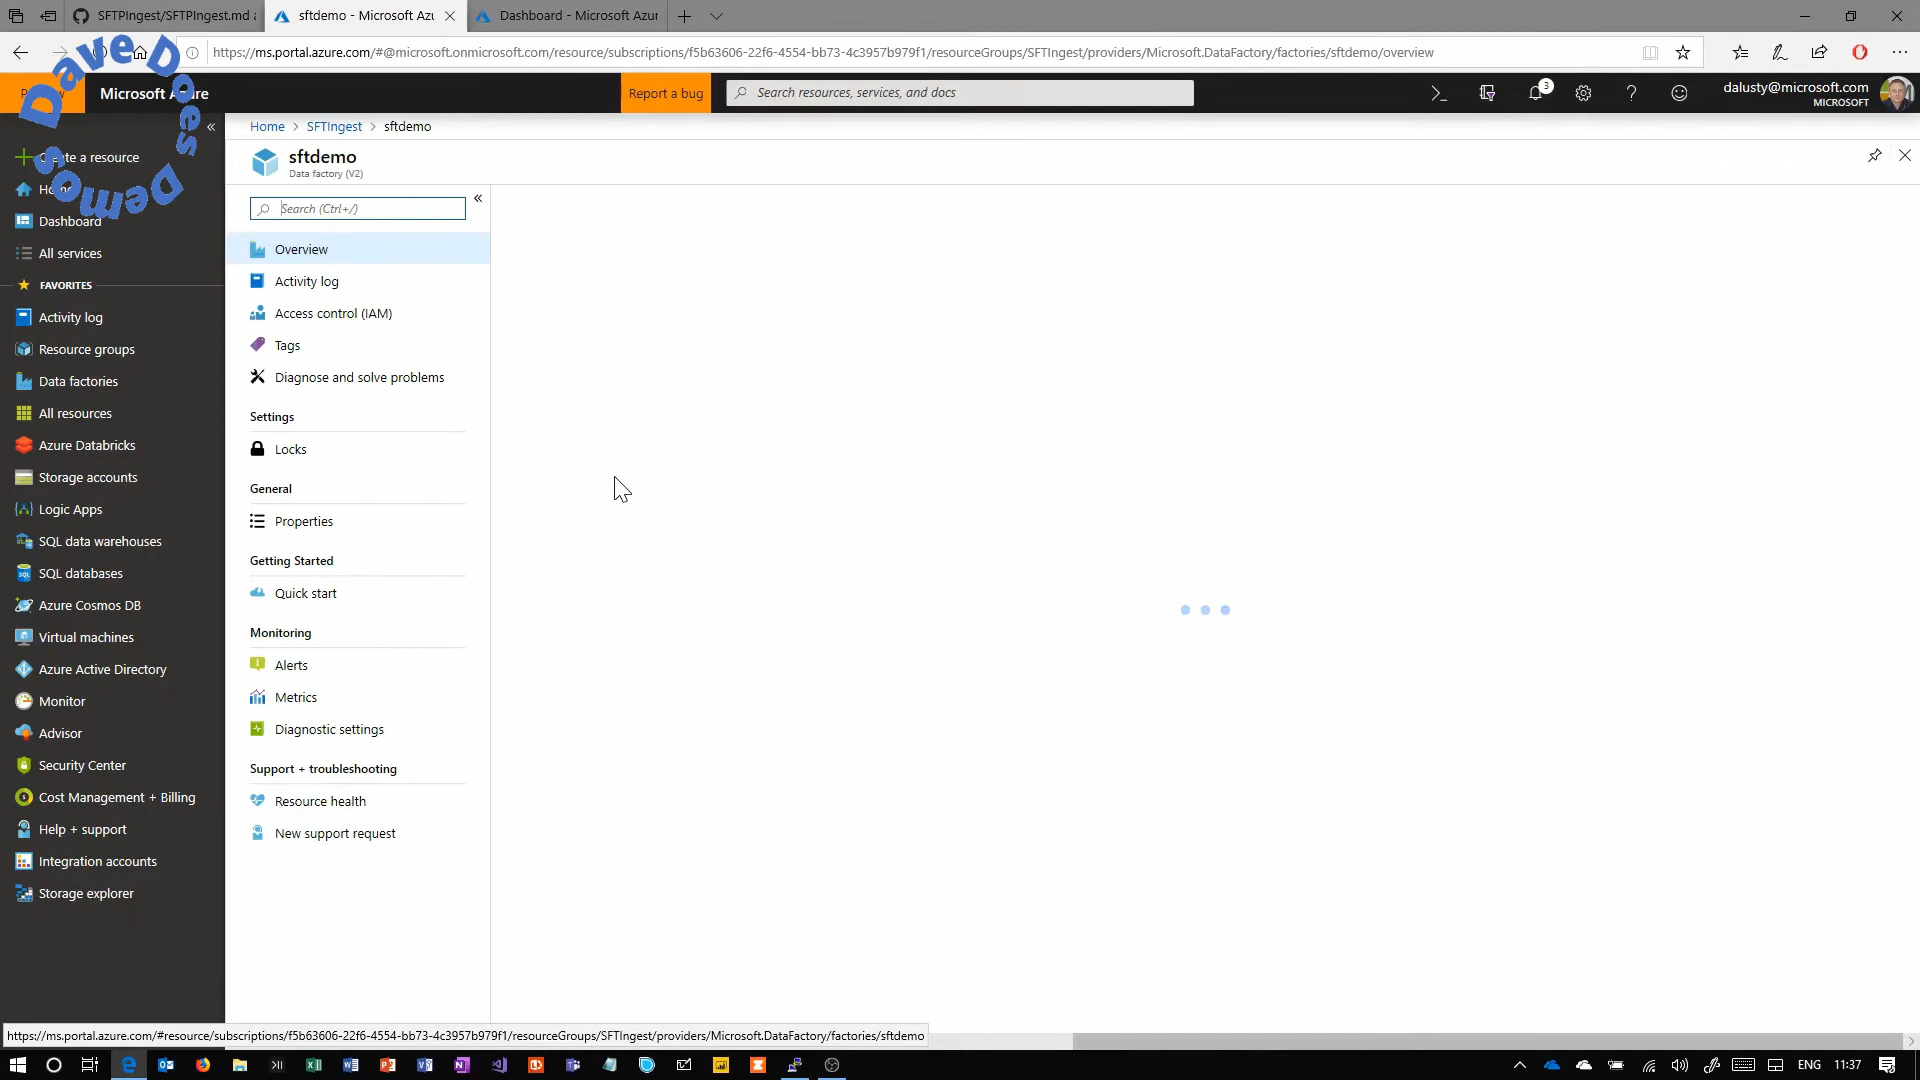 SFTPIngest/SFTPIngest.md a
sftdemo - Microsoft Azu
Dashboard - Microsoft Azur
https://ms.portal.azure.com/#@microsoft.onmicrosoft.com/resource/subscriptions/f5b63606-22f6-4554-bb73-4c3957b979f1/resourceGroups/SFTIngest/providers/Microsoft.DataFactory/factories/sftdemo/overview
Dave Does Demos
Microsoft Azure
Report a bug
Search resources, services, and docs
3
dalusty@microsoft.com
MICROSOFT
Create a resource
Home
Dashboard
All services
FAVORITES
Activity log
Resource groups
Data factories
All resources
Azure Databricks
Storage accounts
Logic Apps
SQL data warehouses
SQL databases
Azure Cosmos DB
Virtual machines
Azure Active Directory
Monitor
Advisor
Security Center
Cost Management + Billing
Help + support
Integration accounts
Storage explorer
Home > SFTIngest > sftdemo
sftdemo
Data factory (V2)
Search (Ctrl+/)
Overview
Activity log
Access control (IAM)
Tags
Diagnose and solve problems
Settings
Locks
General
Properties
Getting Started
Quick start
Monitoring
Alerts
Metrics
Diagnostic settings
Support + troubleshooting
Resource health
New support request
https://ms.portal.azure.com/#resource/subscriptions/f5b63606-22f6-4554-bb73-4c3957b979f1/resourceGroups/SFTIngest/providers/Microsoft.DataFactory/factories/sftdemo
ENG
11:37